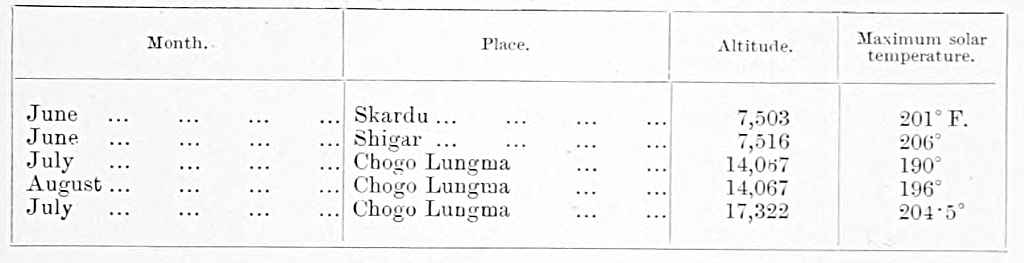 Month. Place. Altitude. Maximum solar temperature.
June ... ... ... ... Skardu ... ... ... ... 7,503 201° F.
June ... ... ... ... Shigar ... ... ... ... 7,516 206°
July ... ... ... ... Chogo Lungma ... ... 14,067 190°
August ... ... ... ... Chogo Lungma ... ... 14,067 196°
July ... ... ... ... Chogo Lungma ... ... 17,322 204·5°